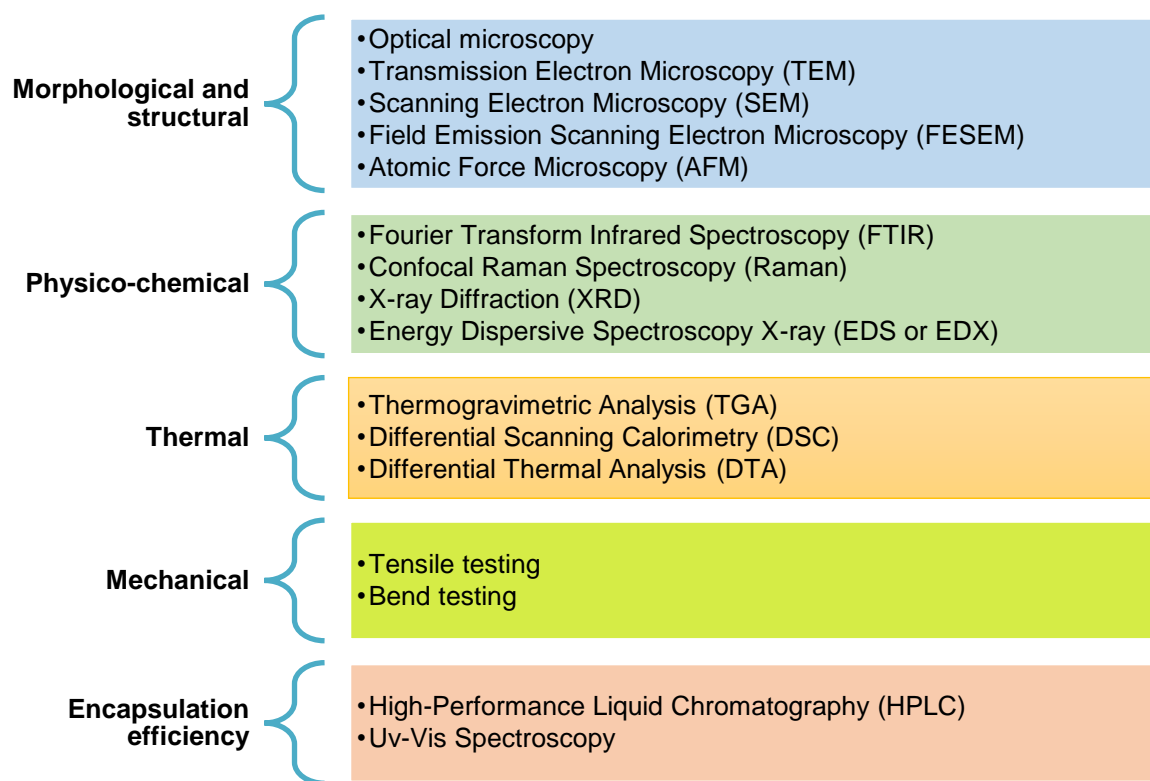 Morphological and
structural
•Optical microscopy
•Transmission Electron Microscopy (TEM)
•Scanning Electron Microscopy (SEM)
•Field Emission Scanning Electron Microscopy (FESEM)
•Atomic Force Microscopy (AFM)
Physico-chemical
•Fourier Transform Infrared Spectroscopy (FTIR)
•Confocal Raman Spectroscopy (Raman)
•X-ray Diffraction (XRD)
•Energy Dispersive Spectroscopy X-ray (EDS or EDX)
Thermal
•Thermogravimetric Analysis (TGA)
•Differential Scanning Calorimetry (DSC)
•Differential Thermal Analysis (DTA)
Mechanical
•Tensile testing
•Bend testing
Encapsulation
efficiency
•High-Performance Liquid Chromatography (HPLC)
•Uv-Vis Spectroscopy